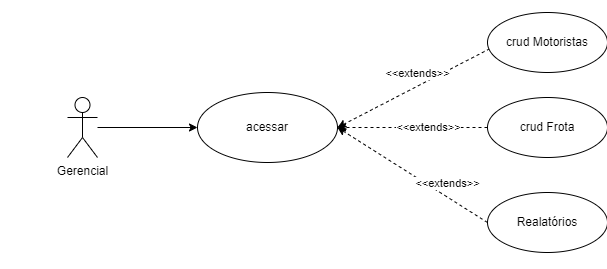 crud Motoristas
<<extends>>
acessar
<<extends>>
crud Frota
Gerencial
<<extends>>
Realatórios